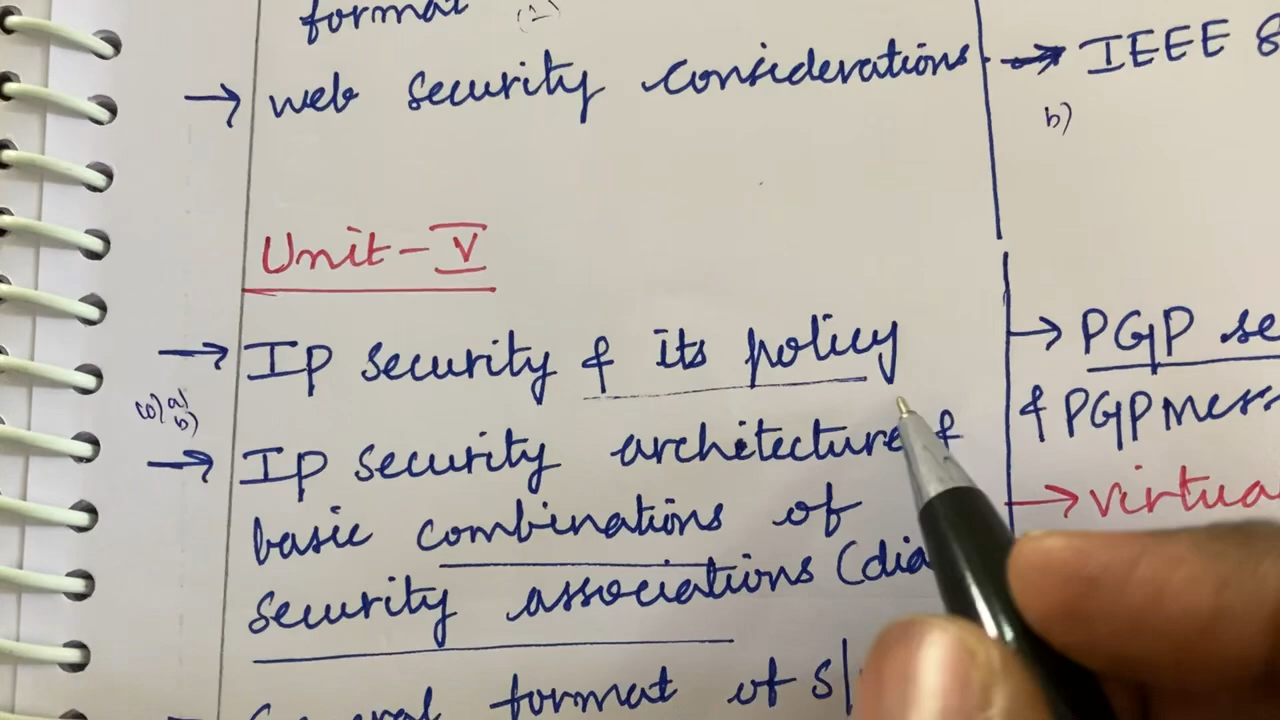 format
→ web security considerations
→ IEEE
b)
Unit - V
→ IP security & its policy
a)
b)
→ IP security architecture &
basic combinations of
security associations (dia
format of S/
→ PGP se
& PGP mess
→ virtua